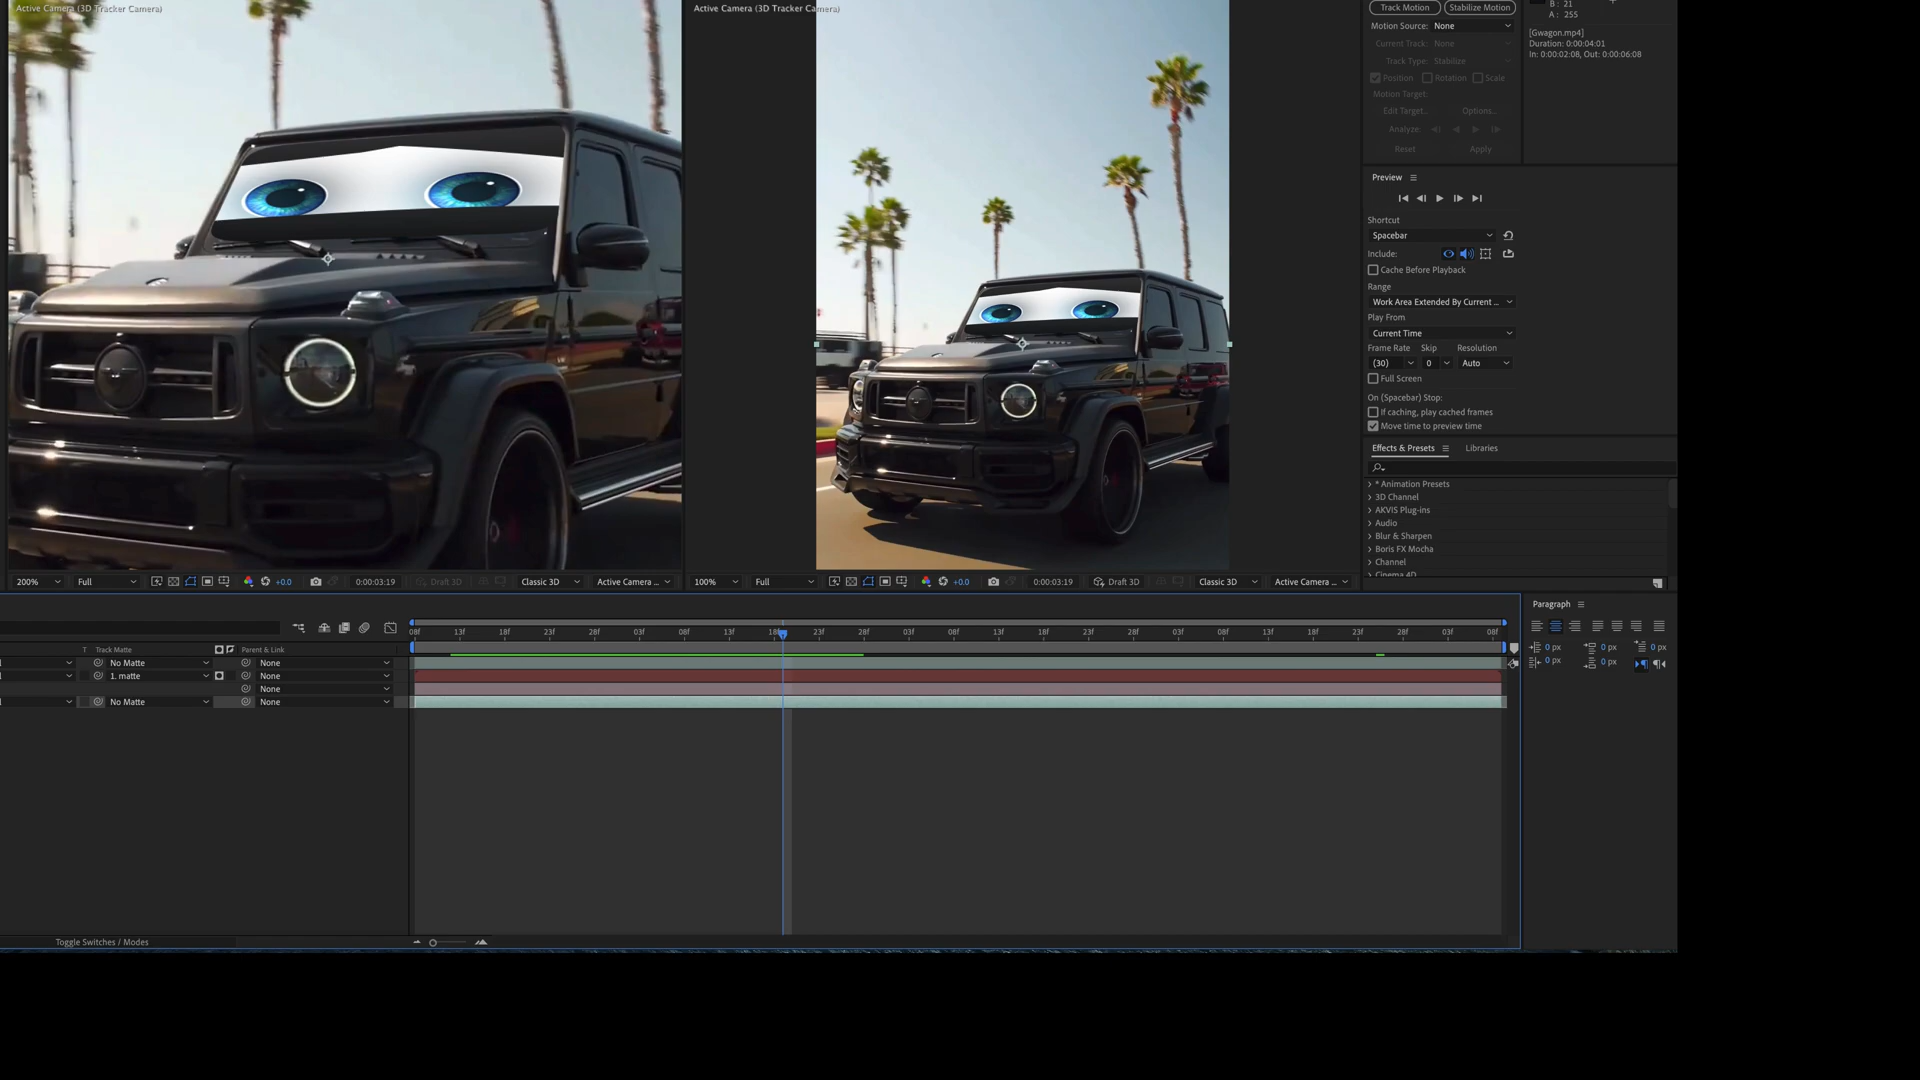 Active Camera (3D Tracker Camera)
Active Camera (3D Tracker Camera)
Track Motion
Stabilize Motion
Motion Source: None
Current Track: None
Track Type: Stabilize
Position
Rotation
Scale
Motion Target:
Edit Target...
Options...
Analyze:
Reset
Apply
B : 21
A : 255
[Gwagon.mp4]
Duration: 0:00:04:01
In: 0:00:02:08, Out: 0:00:06:08
Preview
Shortcut
Spacebar
Include:
Cache Before Playback
Range
Work Area Extended By Current ...
Play From
Current Time
Frame Rate Skip Resolution
(30) 0 Auto
Full Screen
On (Spacebar) Stop:
If caching, play cached frames
Move time to preview time
Effects & Presets
Libraries
* Animation Presets
3D Channel
AKVIS Plug-ins
Audio
Blur & Sharpen
Boris FX Mocha
Channel
Cinema 4D
200% Full +0.0 0:00:03:19 Draft 3D Classic 3D Active Camera ...
100% Full +0.0 0:00:03:19 Draft 3D Classic 3D Active Camera ...
Paragraph
0 px 0 px 0 px
0 px 0 px
08f 13f 18f 23f 28f 03f 08f 13f 18f 23f 28f 03f 08f 13f 18f 23f 28f 03f 08f 13f 18f 23f 28f 03f 08f
T Track Matte Parent & Link
No Matte None
1. matte None
None
No Matte None
Toggle Switches / Modes